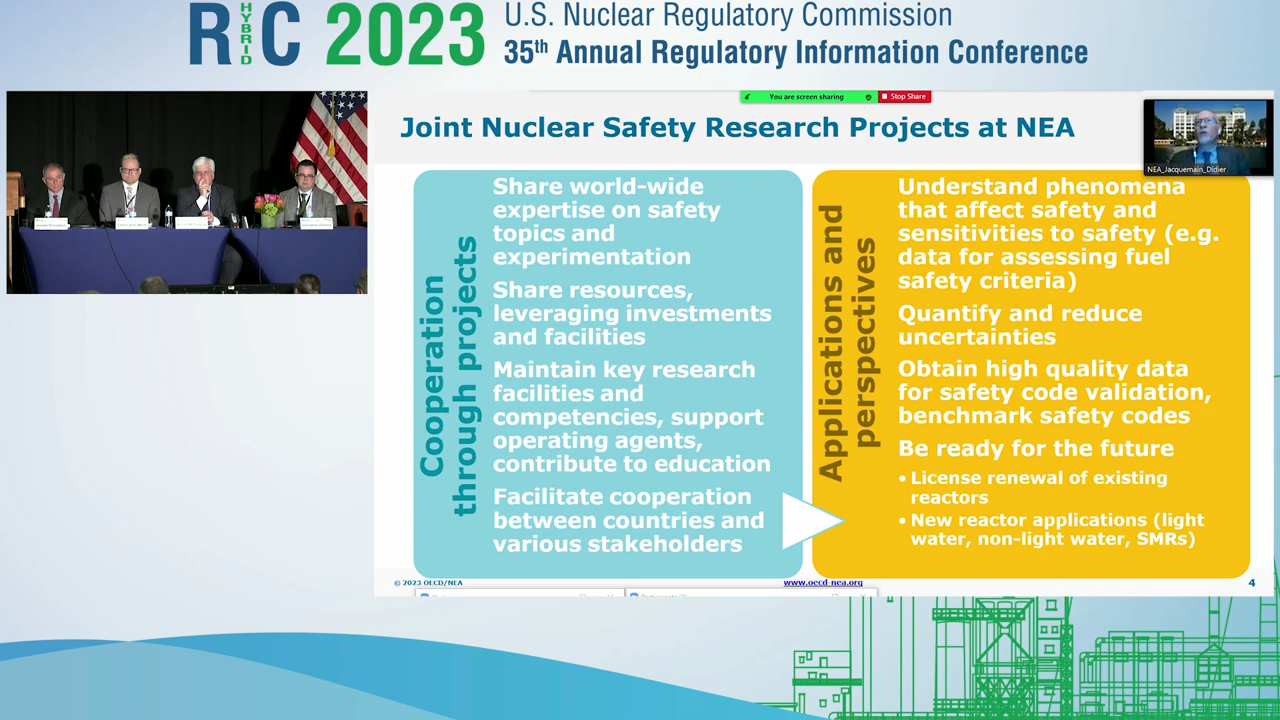 RIC 2023
HYBRID
U.S. Nuclear Regulatory Commission
35th Annual Regulatory Information Conference
You are screen sharing
Stop Share
Joint Nuclear Safety Research Projects at NEA
NEA_Jacquemain_Didier
Cooperation
through projects
Share world-wide
expertise on safety
topics and
experimentation
Share resources,
leveraging investments
and facilities
Maintain key research
facilities and
competencies, support
operating agents,
contribute to education
Facilitate cooperation
between countries and
various stakeholders
Applications and
perspectives
Understand phenomena
that affect safety and
sensitivities to safety (e.g.
data for assessing fuel
safety criteria)
Quantify and reduce
uncertainties
Obtain high quality data
for safety code validation,
benchmark safety codes
Be ready for the future
• License renewal of existing
reactors
• New reactor applications (light
water, non-light water, SMRs)
© 2023 OECD/NEA
www.oecd-nea.org
4